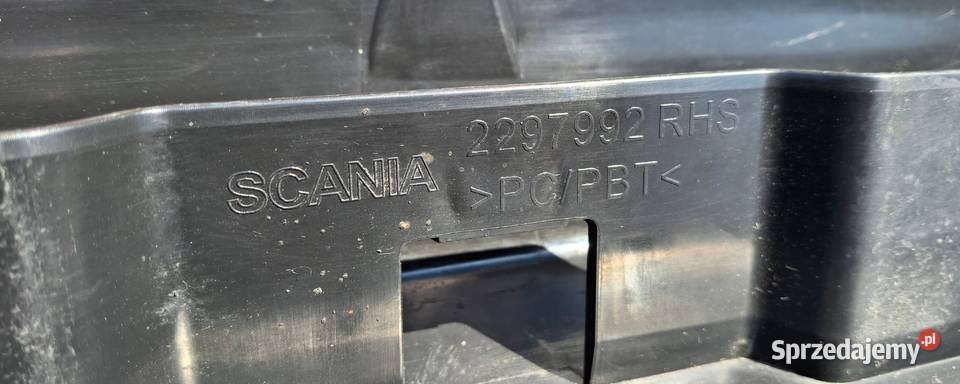 2297992 RHS
SCANIA
>PC/PBT<
Sprzedajemy.pl